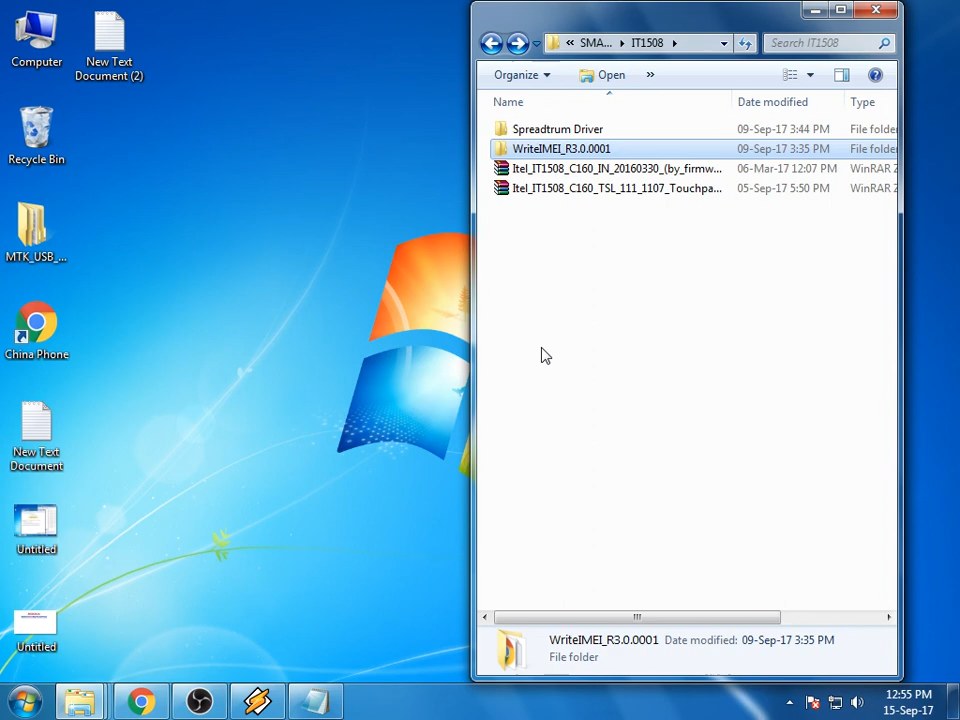 Computer
New Text
Document (2)
Recycle Bin
MTK_USB_...
China Phone
New Text
Document
Untitled
Untitled
« SMA... ▸ IT1508 ▸
Search IT1508
Organize ▾ Open »
Name Date modified Type
Spreadtrum Driver 09-Sep-17 3:44 PM File folde
WriteIMEI_R3.0.0001 09-Sep-17 3:35 PM File folde
Itel_IT1508_C160_IN_20160330_(by_firmw... 06-Mar-17 12:07 PM WinRAR Z
Itel_IT1508_C160_TSL_111_1107_Touchpa... 05-Sep-17 5:50 PM WinRAR Z
WriteIMEI_R3.0.0001 Date modified: 09-Sep-17 3:35 PM
File folder
12:55 PM
15-Sep-17